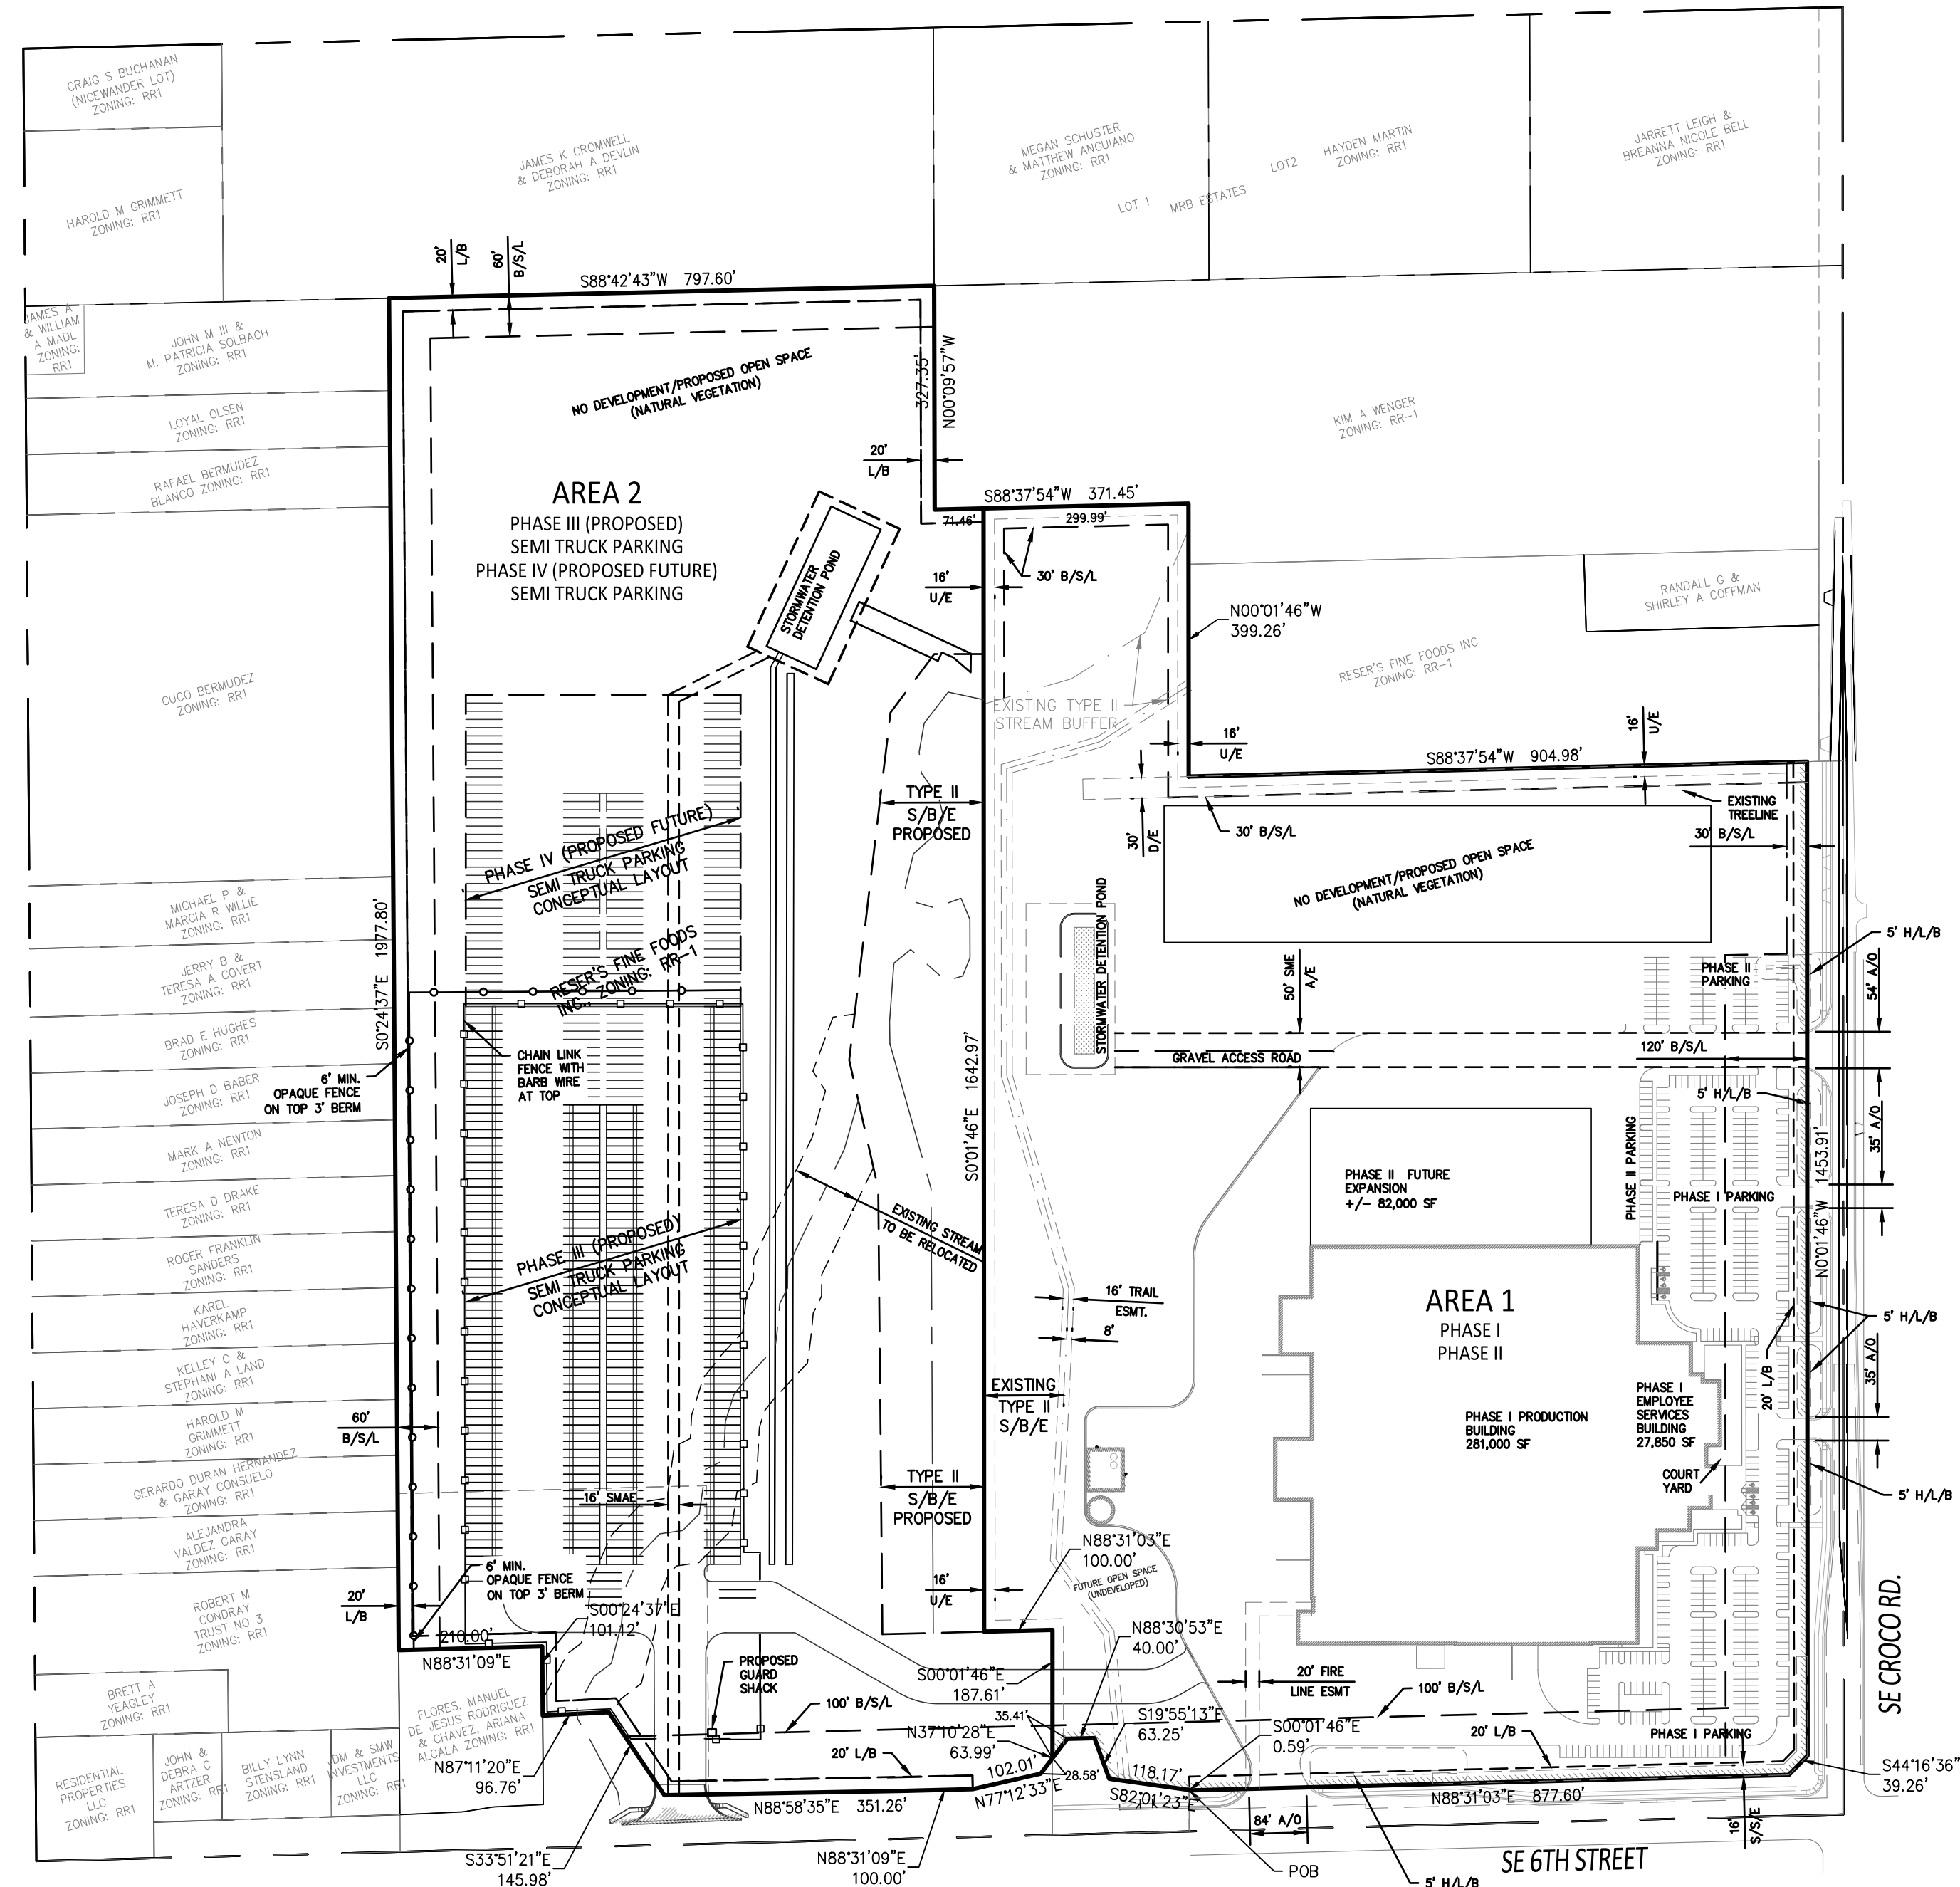 CRAIG S BUCHANAN
(NICEWANDER LOT)
ZONING: RR1
HAROLD M GRIMMETT
ZONING: RR1
JAMES K CROMWELL
& DEBORAH A DEVLIN
ZONING: RR1
MEGAN SCHUSTER
& MATTHEW ANGUIANO
ZONING: RR1
LOT 1
MRB ESTATES
LOT2
HAYDEN MARTIN
ZONING: RR1
JARRETT LEIGH &
BREANNA NICOLE BELL
ZONING: RR1
20'
L/B
60'
B/S/L
S88°42'43"W 797.60'
JAMES A
& WILLIAM
A MADL
ZONING:
RR1
JOHN M III &
M. PATRICIA SOLBACH
ZONING: RR1
LOYAL OLSEN
ZONING: RR1
RAFAEL BERMUDEZ
BLANCO ZONING: RR1
NO DEVELOPMENT/PROPOSED OPEN SPACE
(NATURAL VEGETATION)
327.35'
N00°09'57"W
20'
L/B
KIM A WENGER
ZONING: RR-1
AREA 2
PHASE III (PROPOSED)
SEMI TRUCK PARKING
PHASE IV (PROPOSED FUTURE)
SEMI TRUCK PARKING
STORMWATER
DETENTION POND
S88°37'54"W 371.45'
71.46'
299.99'
30' B/S/L
16'
U/E
N00°01'46"W
399.26'
RANDALL G &
SHIRLEY A COFFMAN
RESER'S FINE FOODS INC
ZONING: RR-1
CUCO BERMUDEZ
ZONING: RR1
EXISTING TYPE II
STREAM BUFFER
16'
U/E
16'
U/E
S88°37'54"W 904.98'
TYPE II
S/B/E
PROPOSED
30'
D/E
30' B/S/L
EXISTING
TREELINE
30' B/S/L
PHASE IV (PROPOSED FUTURE)
SEMI TRUCK PARKING
CONCEPTUAL LAYOUT
NO DEVELOPMENT/PROPOSED OPEN SPACE
(NATURAL VEGETATION)
MICHAEL P &
MARCIA R WILLIE
ZONING: RR1
JERRY B &
TERESA A COVERT
ZONING: RR1
BRAD E HUGHES
ZONING: RR1
JOSEPH D BABER
ZONING: RR1
MARK A NEWTON
ZONING: RR1
TERESA D DRAKE
ZONING: RR1
ROGER FRANKLIN
SANDERS
ZONING: RR1
KAREL
HAVERKAMP
ZONING: RR1
KELLEY C &
STEPHANI A LAND
ZONING: RR1
HAROLD M
GRIMMETT
ZONING: RR1
GERARDO DURAN HERNANDEZ
& GARAY CONSUELO
ZONING: RR1
ALEJANDRA
VALDEZ GARAY
ZONING: RR1
ROBERT M
CONDRAY
TRUST NO 3
ZONING: RR1
BRETT A
YEAGLEY
ZONING: RR1
RESIDENTIAL
PROPERTIES
LLC
ZONING: RR1
JOHN &
DEBRA C
ARTZER
ZONING: RR1
BILLY LYNN
STENSLAND
ZONING: RR1
JDM & SMW
INVESTMENTS
LLC
ZONING: RR1
FLORES, MANUEL
DE JESUS RODRIGUEZ
& CHAVEZ, ARIANA
ALCALA ZONING: RR1
S0°24'37"E 1977.80'
RESER'S FINE FOODS
INC., ZONING: RR-1
6' MIN.
OPAQUE FENCE
ON TOP 3' BERM
CHAIN LINK
FENCE WITH
BARB WIRE
AT TOP
S0°01'46"E 1642.97'
STORMWATER DETENTION POND
50' SME
A/E
GRAVEL ACCESS ROAD
PHASE II
PARKING
5' H/L/B
54' A/O
120' B/S/L
5' H/L/B
35' A/O
PHASE II PARKING
PHASE I PARKING
N0°01'46"W 1453.91'
PHASE II FUTURE
EXPANSION
+/- 82,000 SF
EXISTING STREAM
TO BE RELOCATED
PHASE III (PROPOSED)
SEMI TRUCK PARKING
CONCEPTUAL LAYOUT
16' TRAIL
ESMT.
8'
AREA 1
PHASE I
PHASE II
5' H/L/B
35' A/O
20' L/B
EXISTING
TYPE II
S/B/E
PHASE I PRODUCTION
BUILDING
281,000 SF
PHASE I
EMPLOYEE
SERVICES
BUILDING
27,850 SF
COURT
YARD
5' H/L/B
60'
B/S/L
TYPE II
S/B/E
PROPOSED
16' SMAE
N88°31'03"E
100.00'
FUTURE OPEN SPACE
(UNDEVELOPED)
6' MIN.
OPAQUE FENCE
ON TOP 3' BERM
16'
U/E
20'
L/B
210.00'
N88°31'09"E
S00°24'37"E
101.12'
N88°30'53"E
40.00'
PROPOSED
GUARD
SHACK
S00°01'46"E
187.61'
20' FIRE
LINE ESMT
100' B/S/L
100' B/S/L
SE CROCO RD.
35.41'
S19°55'13"E
63.25'
S00°01'46"E
0.59'
N37°10'28"E
63.99'
20' L/B
PHASE I PARKING
N87°11'20"E
96.76'
20' L/B
102.01'
N77°12'33"E
28.58'
118.17'
S82°01'23"E
S44°16'36"
39.26'
N88°58'35"E 351.26'
N88°31'03"E 877.60'
84' A/O
16'
S/S/E
S33°51'21"E
145.98'
N88°31'09"E
100.00'
POB
SE 6TH STREET
5' H/L/B